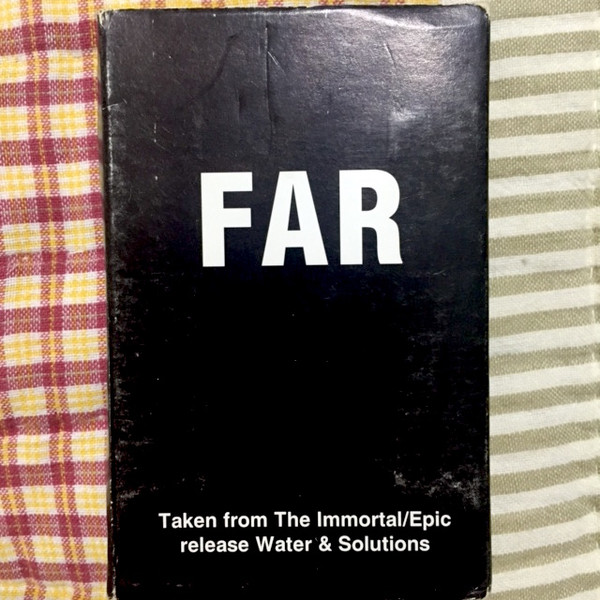 FAR
Taken from The Immortal/Epic
release Water & Solutions